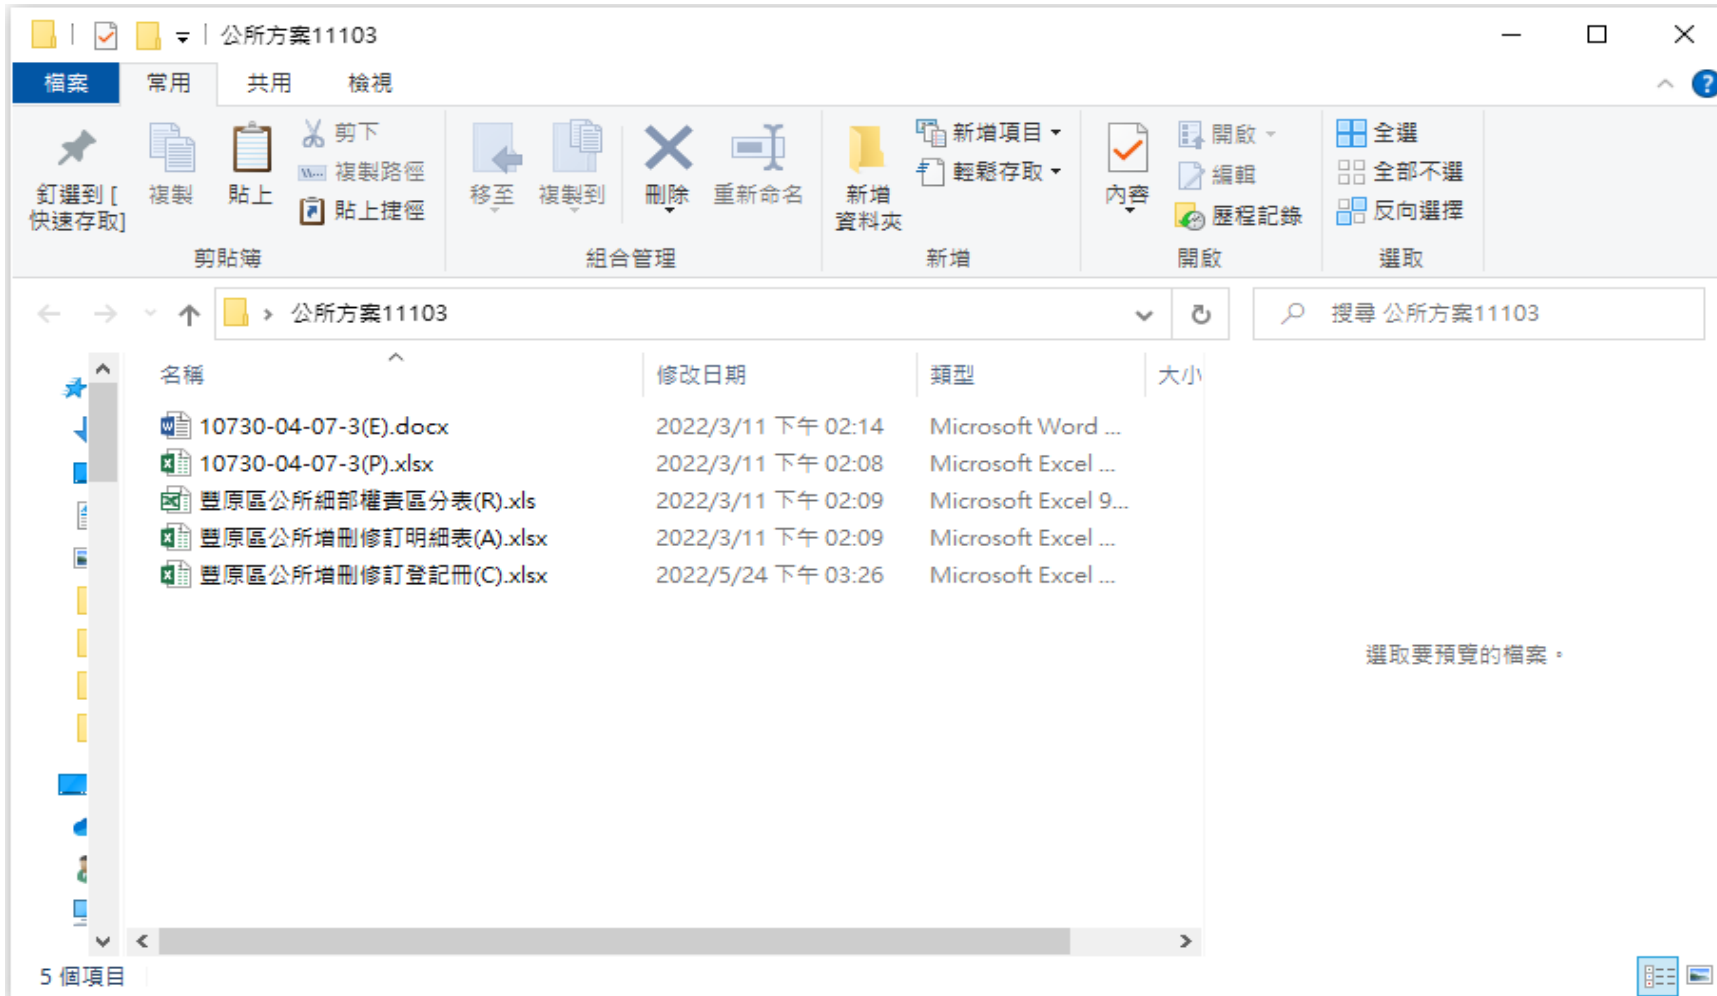 公所方案11103
檔案 常用 共用 檢視
釘選到 [
快速存取]
複製
貼上
剪下
複製路徑
貼上捷徑
剪貼簿
移至
複製到
刪除
重新命名
組合管理
新增
資料夾
新增項目
輕鬆存取
新增
內容
開啟
編輯
歷程記錄
開啟
全選
全部不選
反向選擇
選取
公所方案11103
搜尋 公所方案11103
名稱 修改日期 類型 大小
10730-04-07-3(E).docx 2022/3/11 下午 02:14 Microsoft Word ...
10730-04-07-3(P).xlsx 2022/3/11 下午 02:08 Microsoft Excel ...
豐原區公所細部權責區分表(R).xls 2022/3/11 下午 02:09 Microsoft Excel 9...
豐原區公所增刪修訂明細表(A).xlsx 2022/3/11 下午 02:09 Microsoft Excel ...
豐原區公所增刪修訂登記冊(C).xlsx 2022/5/24 下午 03:26 Microsoft Excel ...
選取要預覽的檔案。
5 個項目